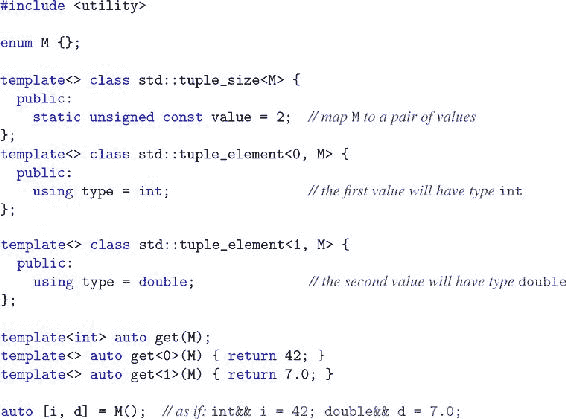 #include <utility>
enum M {};
template<> class std::tuple_size<M> {
public:
static unsigned const value = 2; // map M to a pair of values
};
template<> class std::tuple_element<0, M> {
public:
using type = int; // the first value will have type int
};
template<> class std::tuple_element<1, M> {
public:
using type = double; // the second value will have type double
};
template<int> auto get(M);
template<> auto get<0>(M) { return 42; }
template<> auto get<1>(M) { return 7.0; }
auto [i, d] = M(); // as if: int&& i = 42; double&& d = 7.0;